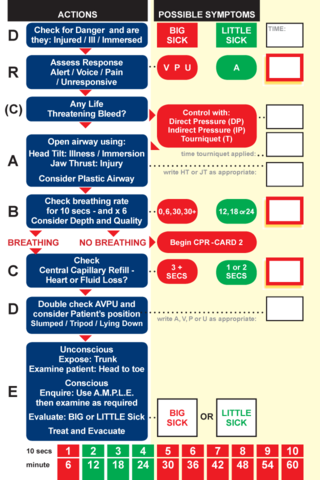 ACTIONS
POSSIBLE SYMPTOMS
D
Check for Danger and are
they: Injured / Ill / Immersed
BIG
SICK
LITTLE
SICK
TIME:
R
Assess Response
Alert / Voice / Pain
/ Unresponsive
V P U
A
(C)
Any Life
Threatening Bleed?
Control with:
Direct Pressure (DP)
Indirect Pressure (IP)
Tourniquet (T)
time tourniquet applied:
A
Open airway using:
Head Tilt: Illness / Immersion
Jaw Thrust: Injury
Consider Plastic Airway
write HT or JT as appropriate:
B
Check breathing rate
for 10 secs - and x 6
Consider Depth and Quality
0,6,30,30+
12,18 or 24
BREATHING
NO BREATHING
Begin CPR -CARD 2
C
Check
Central Capillary Refill -
Heart or Fluid Loss?
3 +
SECS
1 or 2
SECS
D
Double check AVPU and
consider Patient's position
Slumped / Tripod / Lying Down
write A, V, P or U as appropriate:
E
Unconscious
Expose: Trunk
Examine patient: Head to toe
Conscious
Enquire: Use A.M.P.L.E.
then examine as required
Evaluate: BIG or LITTLE Sick
Treat and Evacuate
BIG
SICK
OR
LITTLE
SICK
10 secs 1 2 3 4 5 6 7 8 9 10
minute 6 12 18 24 30 36 42 48 54 60